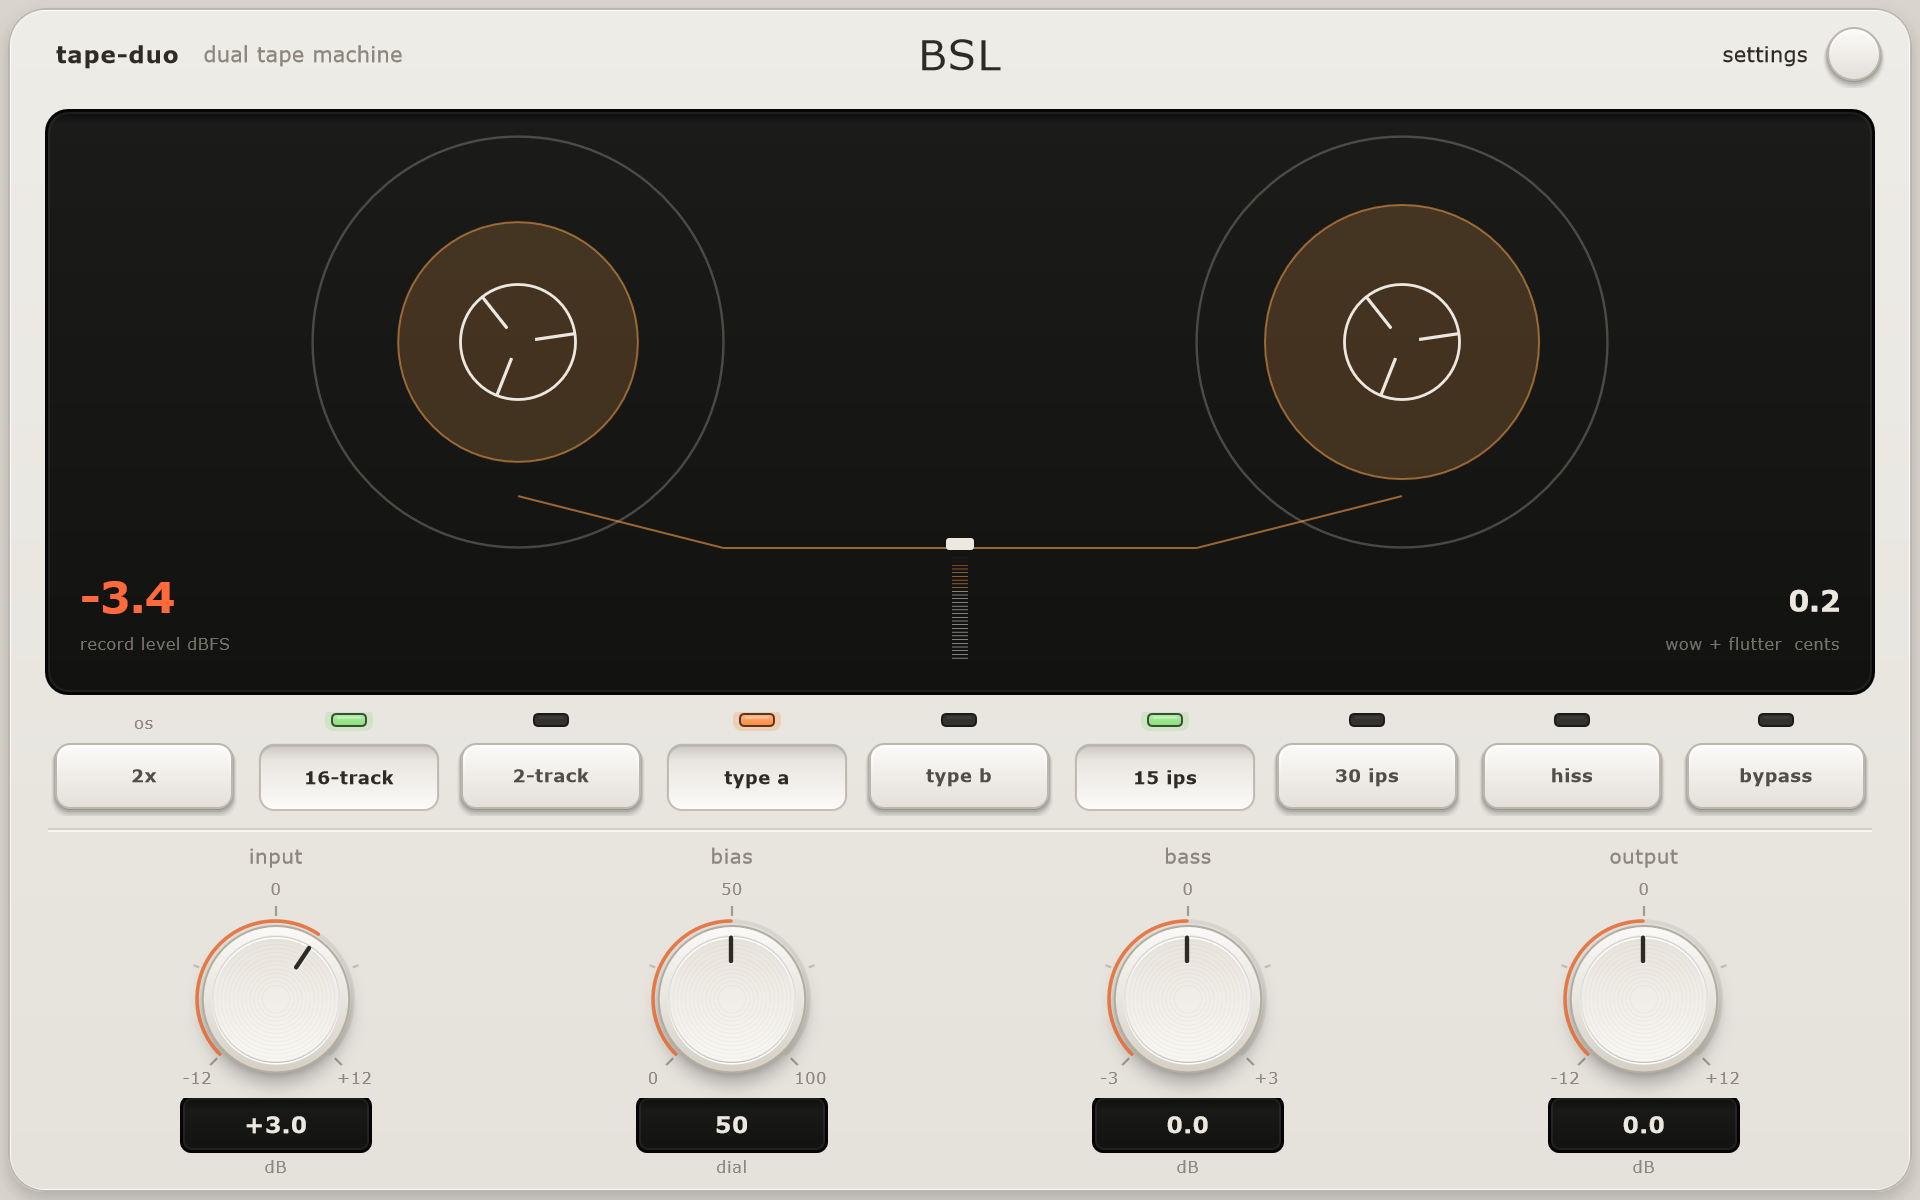 tape-duo dual tape machine
BSL
settings
-3.4
record level dBFS
0.2
wow + flutter cents
os
2x
16-track
2-track
type a
type b
15 ips
30 ips
hiss
bypass
input
0
-12
+12
+3.0
dB
bias
50
0
100
50
dial
bass
0
-3
+3
0.0
dB
output
0
-12
+12
0.0
dB